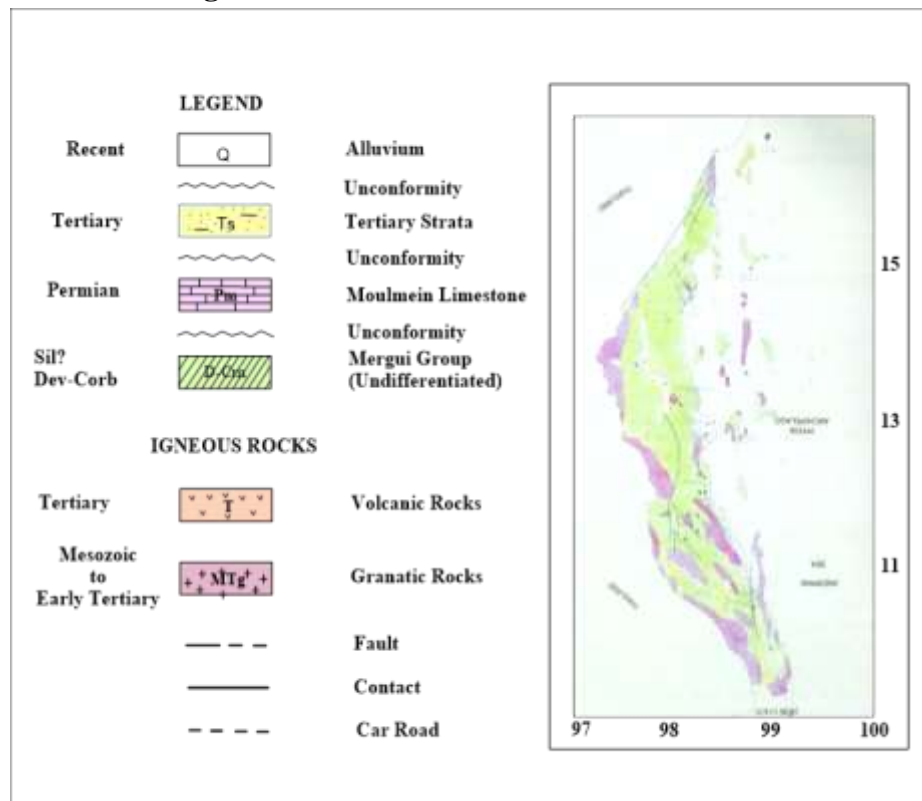 LEGEND
Recent Q Alluvium
Unconformity
Tertiary Ts Tertiary Strata
Unconformity
Permian Pm Moulmein Limestone
Unconformity
Sil?
Dev-Corb
D-Cm
Mergui Group
(Undifferentiated)
IGNEOUS ROCKS
Tertiary T Volcanic Rocks
Mesozoic
to
Early Tertiary
MTg Granatic Rocks
Fault
Contact
Car Road
15
13
11
97 98 99 100